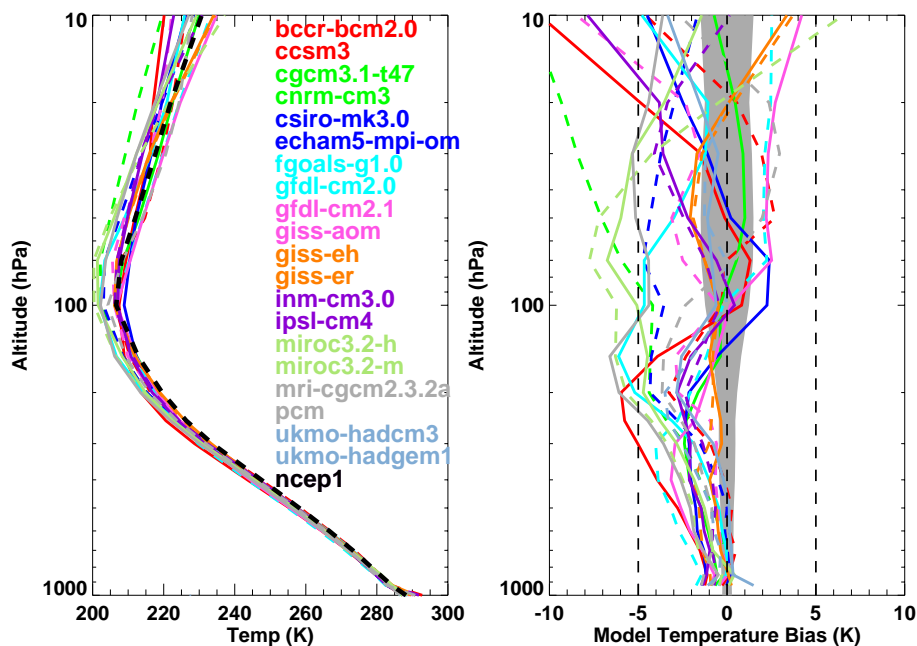 10
100
1000
Altitude (hPa)
200 220 240 260 280 300
Temp (K)
bccr-bcm2.0
ccsm3
cgcm3.1-t47
cnrm-cm3
csiro-mk3.0
echam5-mpi-om
fgoals-g1.0
gfdl-cm2.0
gfdl-cm2.1
giss-aom
giss-eh
giss-er
inm-cm3.0
ipsl-cm4
miroc3.2-h
miroc3.2-m
mri-cgcm2.3.2a
pcm
ukmo-hadcm3
ukmo-hadgem1
ncep1
10
100
1000
Altitude (hPa)
-10 -5 0 5 10
Model Temperature Bias (K)